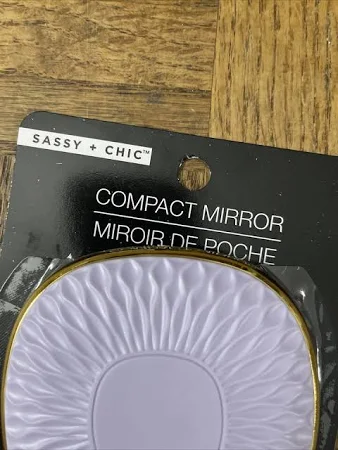 SASSY + CHIC™
COMPACT MIRROR
MIROIR DE POCHE